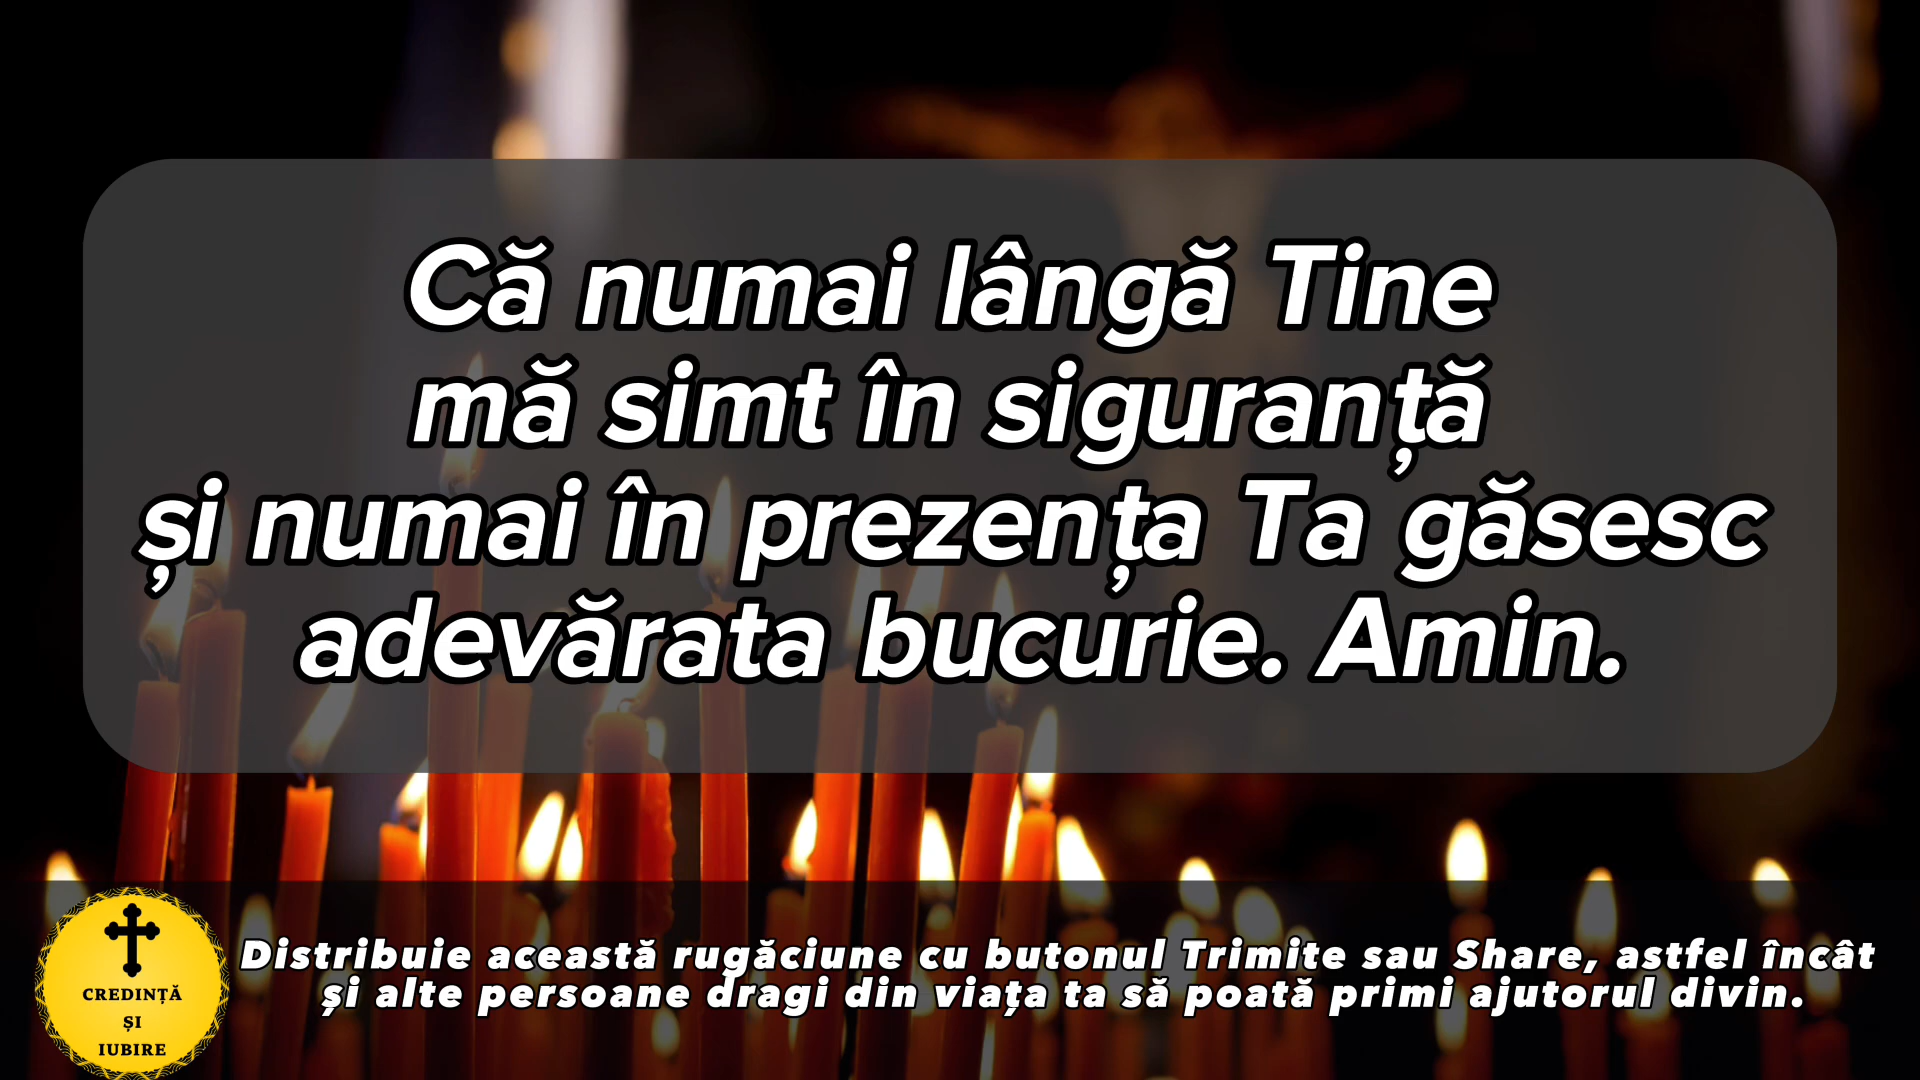 Că numai lângă Tine
mă simt în siguranță
și numai în prezența Ta găsesc
adevărata bucurie. Amin.
Distribuie această rugăciune cu butonul Trimite sau Share, astfel încât
și alte persoane dragi din viața ta să poată primi ajutorul divin.
CREDINȚĂ
ȘI
IUBIRE